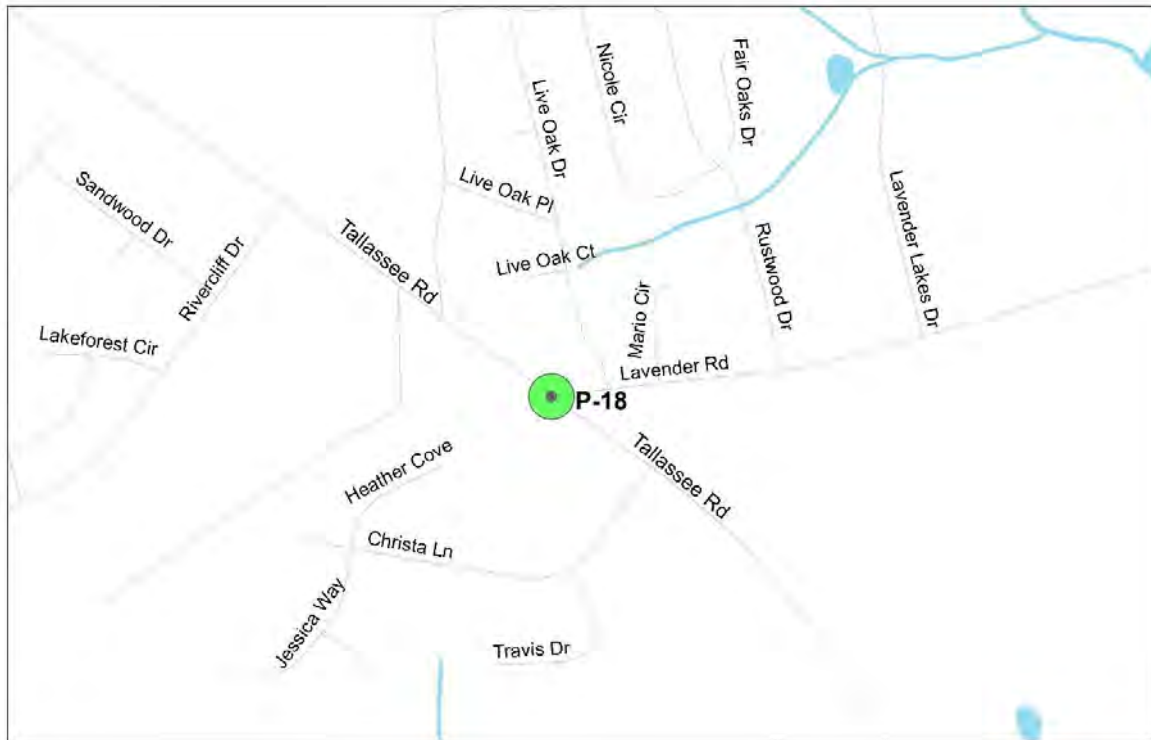 Nicole Cir
Fair Oaks Dr
Live Oak Dr
Sandwood Dr
Live Oak Pl
Lavender Lakes Dr
Tallassee Rd
Rivercliff Dr
Live Oak Ct
Rustwood Dr
Mario Cir
Lakeforest Cir
Lavender Rd
P-18
Heather Cove
Tallassee Rd
Christa Ln
Jessica Way
Travis Dr